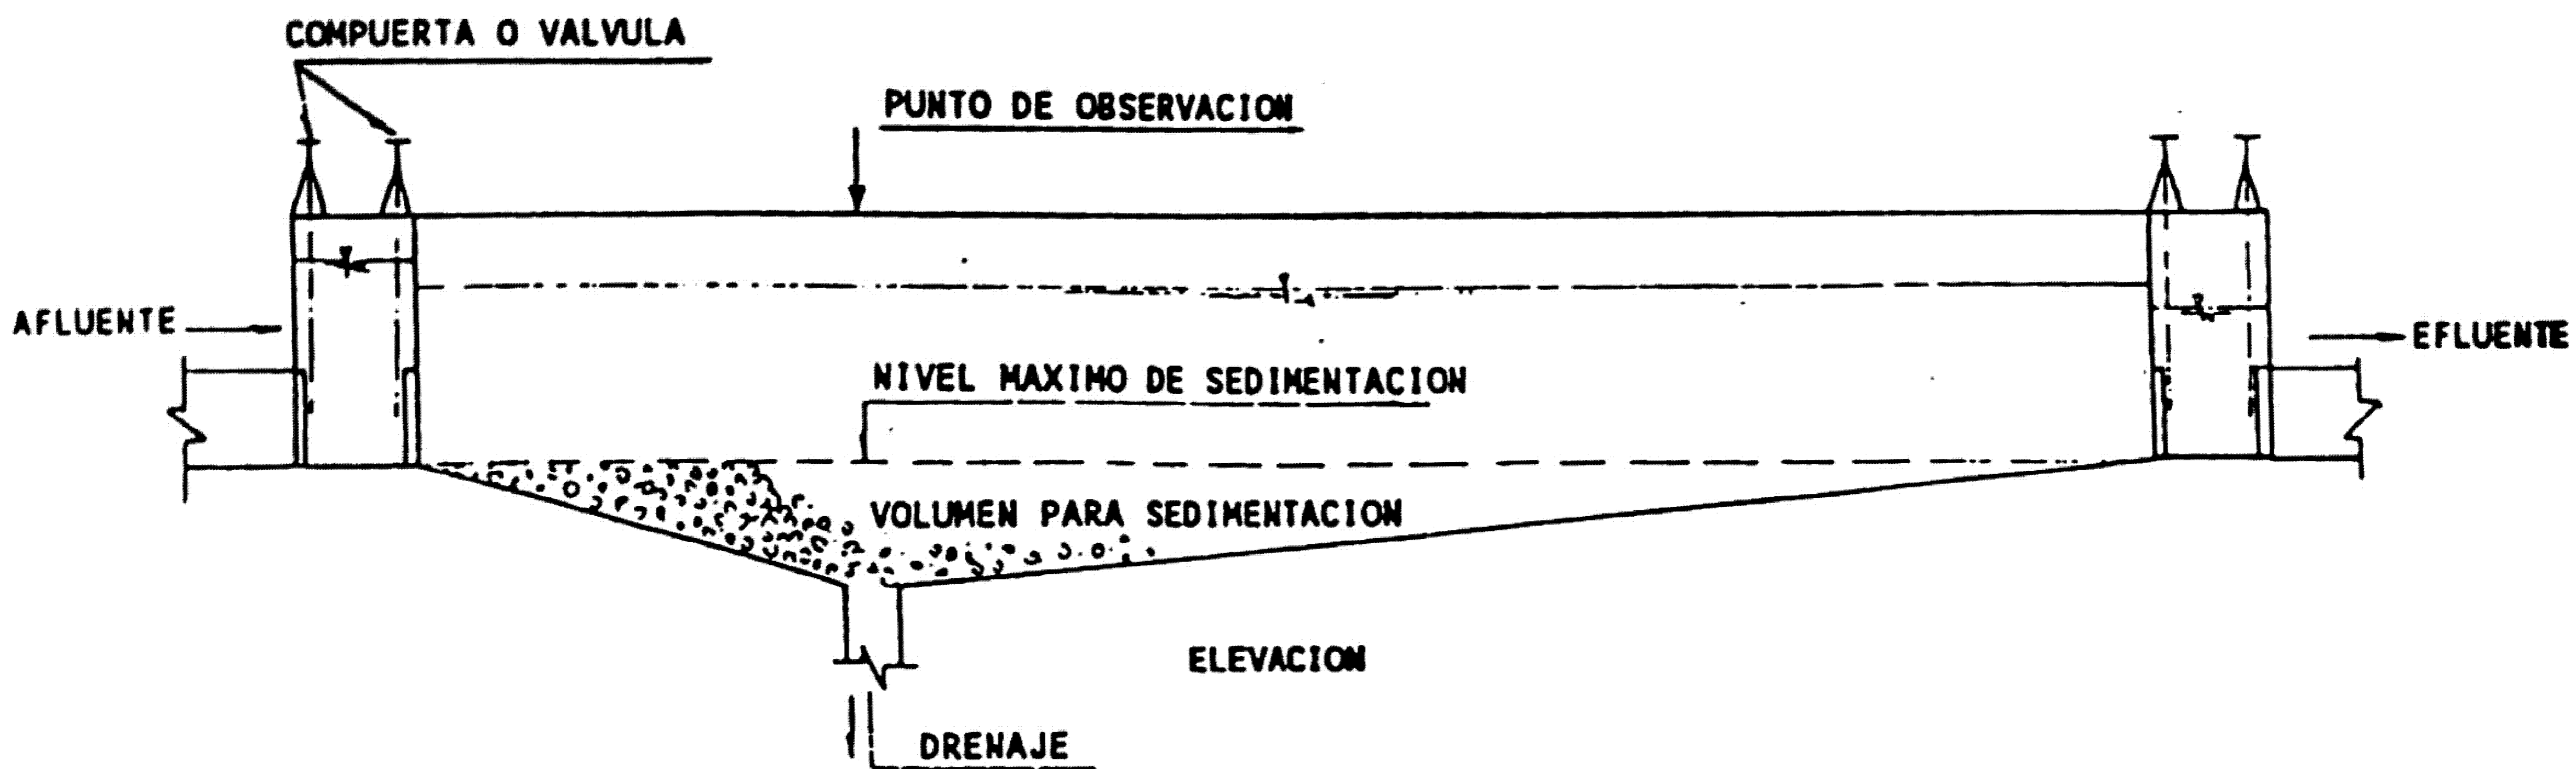 COMPUERTA O VALVULA
PUNTO DE OBSERVACION
AFLUENTE
EFLUENTE
NIVEL MAXIMO DE SEDIMENTACION
VOLUMEN PARA SEDIMENTACION
ELEVACION
DRENAJE